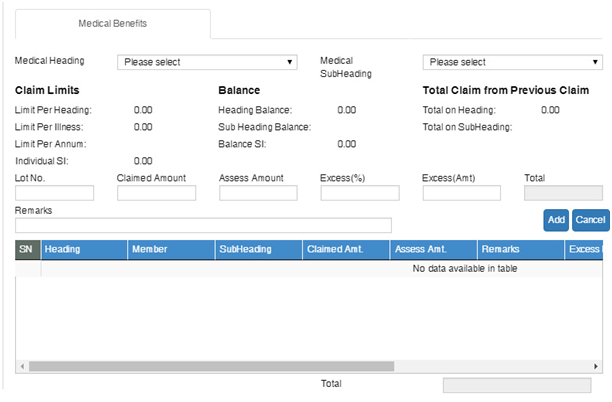 Medical Benefits
Medical Heading Please select Medical SubHeading Please select
Claim Limits Balance Total Claim from Previous Claim
Limit Per Heading: 0.00 Heading Balance: 0.00 Total on Heading: 0.00
Limit Per Illness: 0.00 Sub Heading Balance: Total on SubHeading:
Limit Per Annum: Balance SI: 0.00
Individual SI: 0.00
Lot No. Claimed Amount Assess Amount Excess(%) Excess(Amt) Total
Remarks
Add Cancel
SN Heading Member SubHeading Claimed Amt. Assess Amt. Remarks Excess
No data available in table
Total